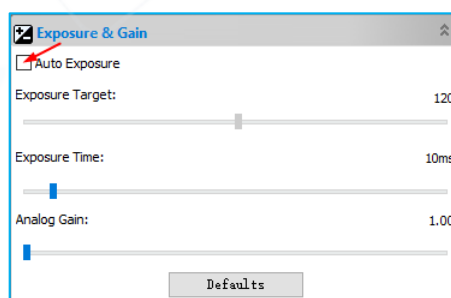 Exposure & Gain
Auto Exposure
Exposure Target: 120
Exposure Time: 10ms
Analog Gain: 1.00
Defaults